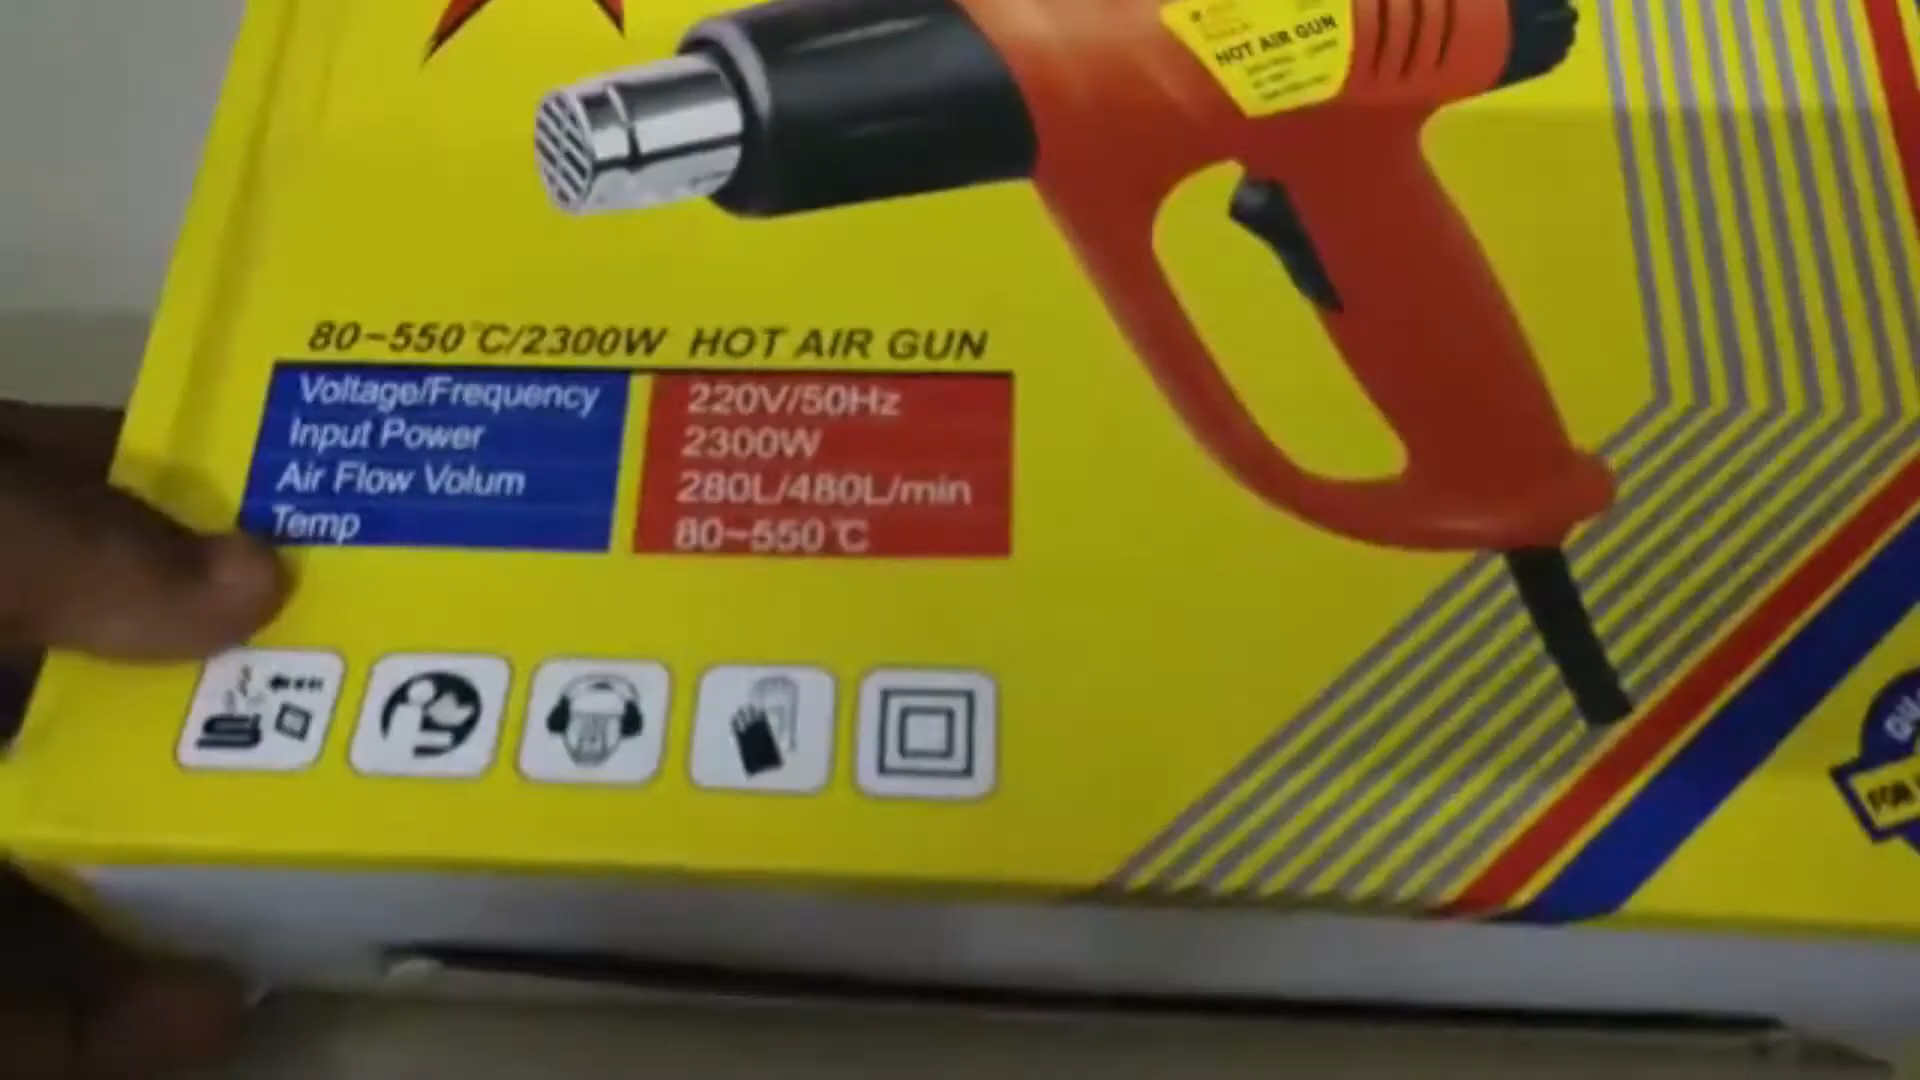 HOT AIR GUN
80~550℃/2300W HOT AIR GUN
Voltage/Frequency 220V/50Hz
Input Power 2300W
Air Flow Volum 280L/480L/min
Temp 80~550℃
FOR